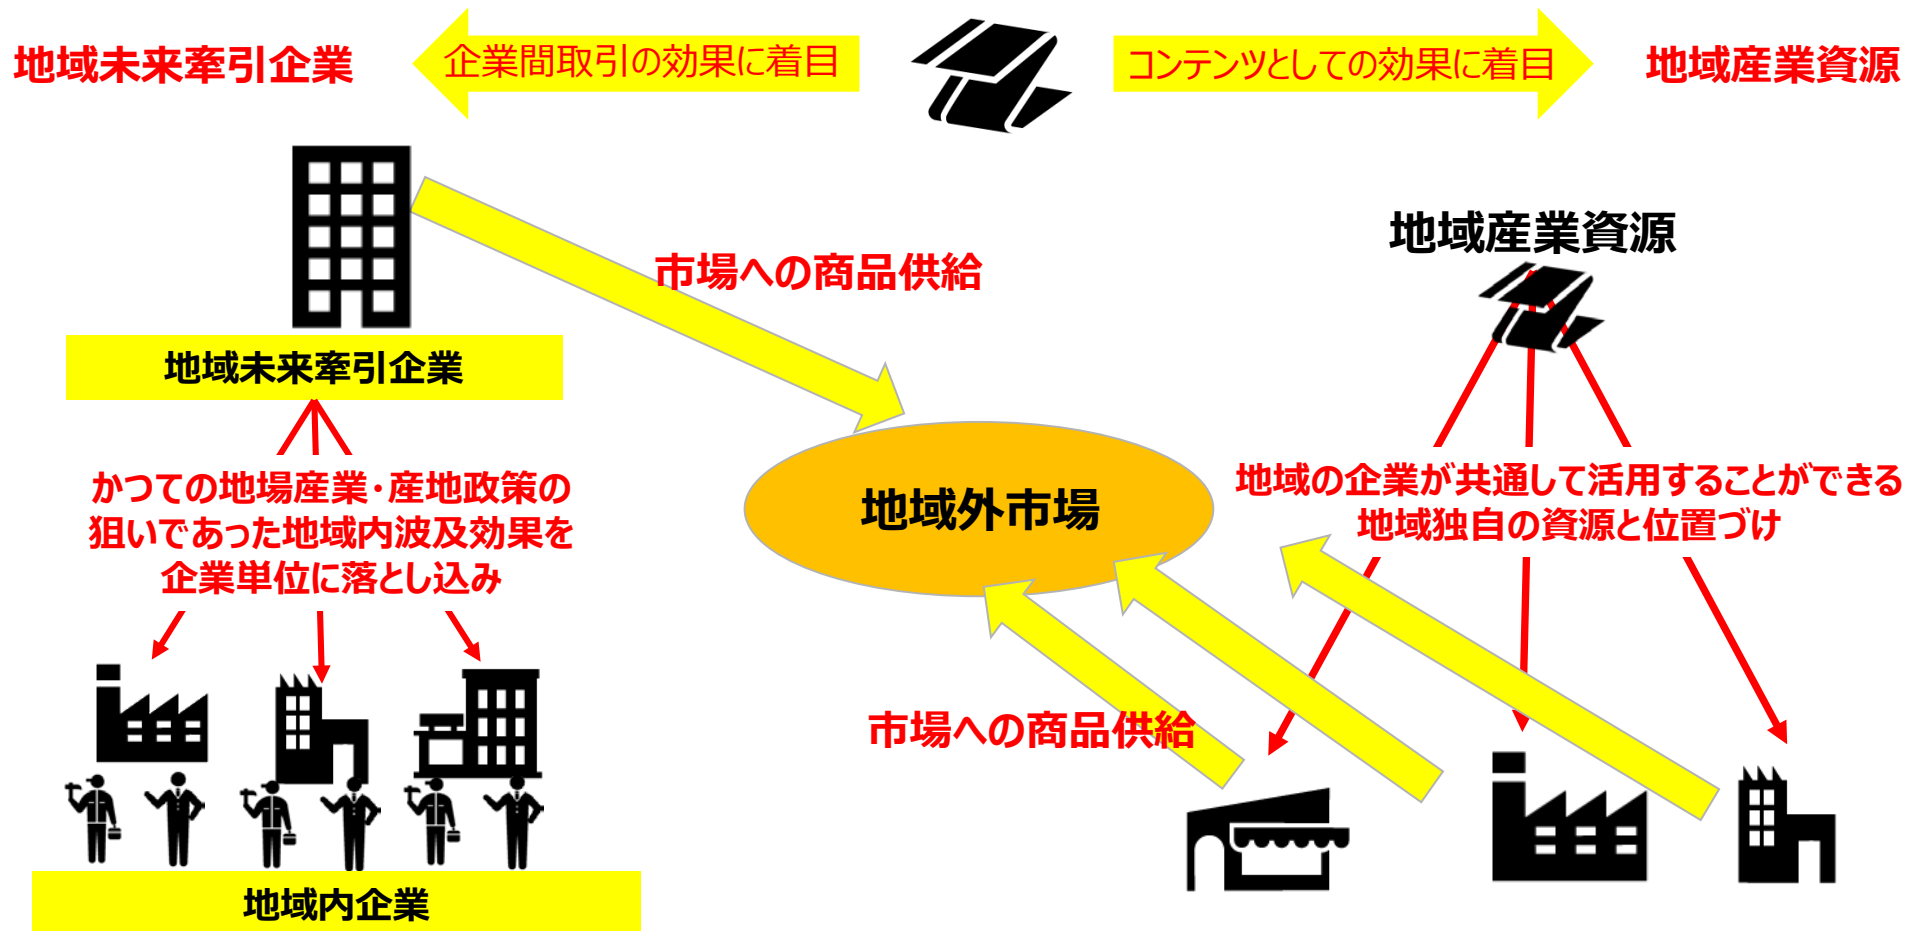 地域未来牽引企業
企業間取引の効果に着目
コンテンツとしての効果に着目
地域産業資源
地域産業資源
市場への商品供給
地域未来牽引企業
かつての地場産業・産地政策の
狙いであった地域内波及効果を
企業単位に落とし込み
地域外市場
地域の企業が共通して活用することができる
地域独自の資源と位置づけ
市場への商品供給
地域内企業